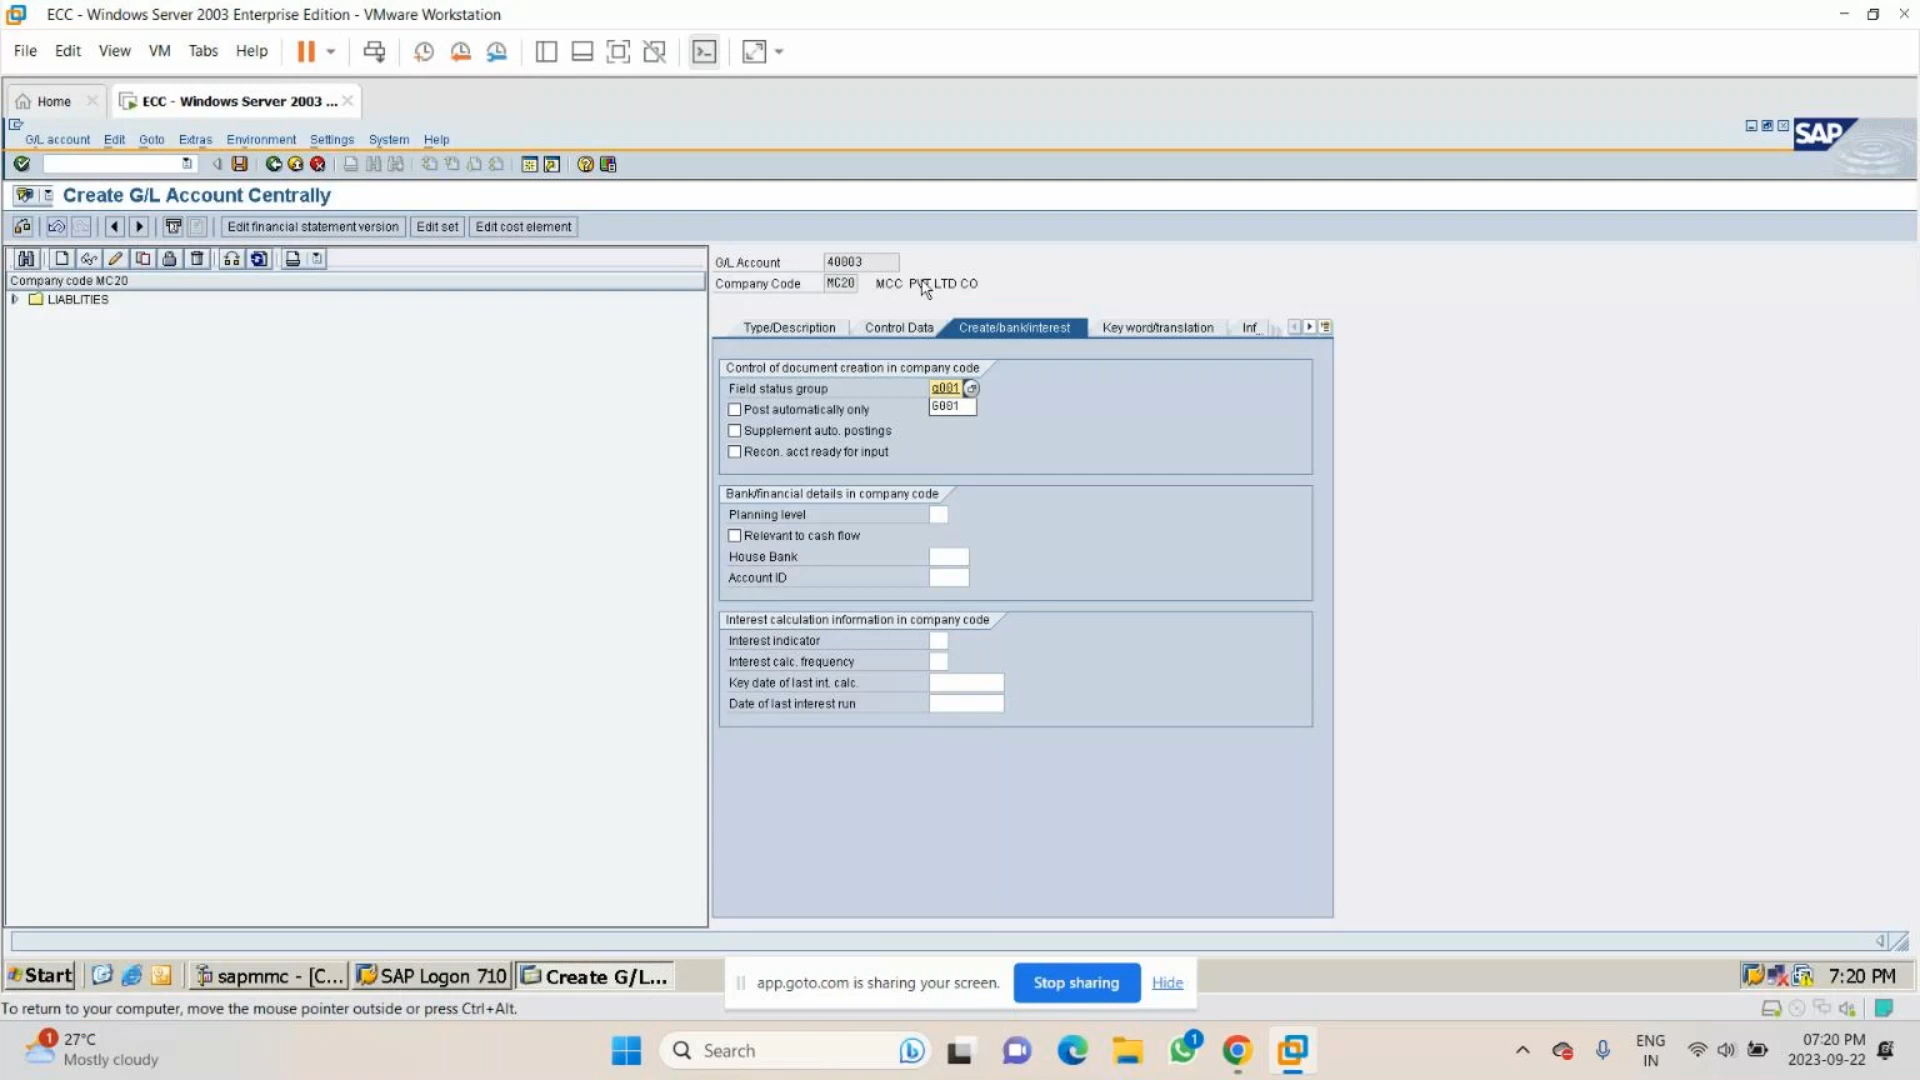 ECC - Windows Server 2003 Enterprise Edition - VMware Workstation
File Edit View VM Tabs Help
Home ECC - Windows Server 2003 ...
G/L account Edit Goto Extras Environment Settings System Help
SAP
Create G/L Account Centrally
Edit financial statement version Edit set Edit cost element
Company code MC20
LIABLITIES
G/L Account 40003
Company Code MC20 MCC PVT LTD CO
Type/Description Control Data Create/bank/interest Key word/translation Inf...
Control of document creation in company code
Field status group g001
G001
Post automatically only
Supplement auto. postings
Recon. acct ready for input
Bank/financial details in company code
Planning level
Relevant to cash flow
House Bank
Account ID
Interest calculation information in company code
Interest indicator
Interest calc. frequency
Key date of last int. calc.
Date of last interest run
Start sapmmc - [C... SAP Logon 710 Create G/L... 7:20 PM
app.goto.com is sharing your screen. Stop sharing Hide
To return to your computer, move the mouse pointer outside or press Ctrl+Alt.
1 27°C
Mostly cloudy
Search
1
ENG
IN
07:20 PM
2023-09-22